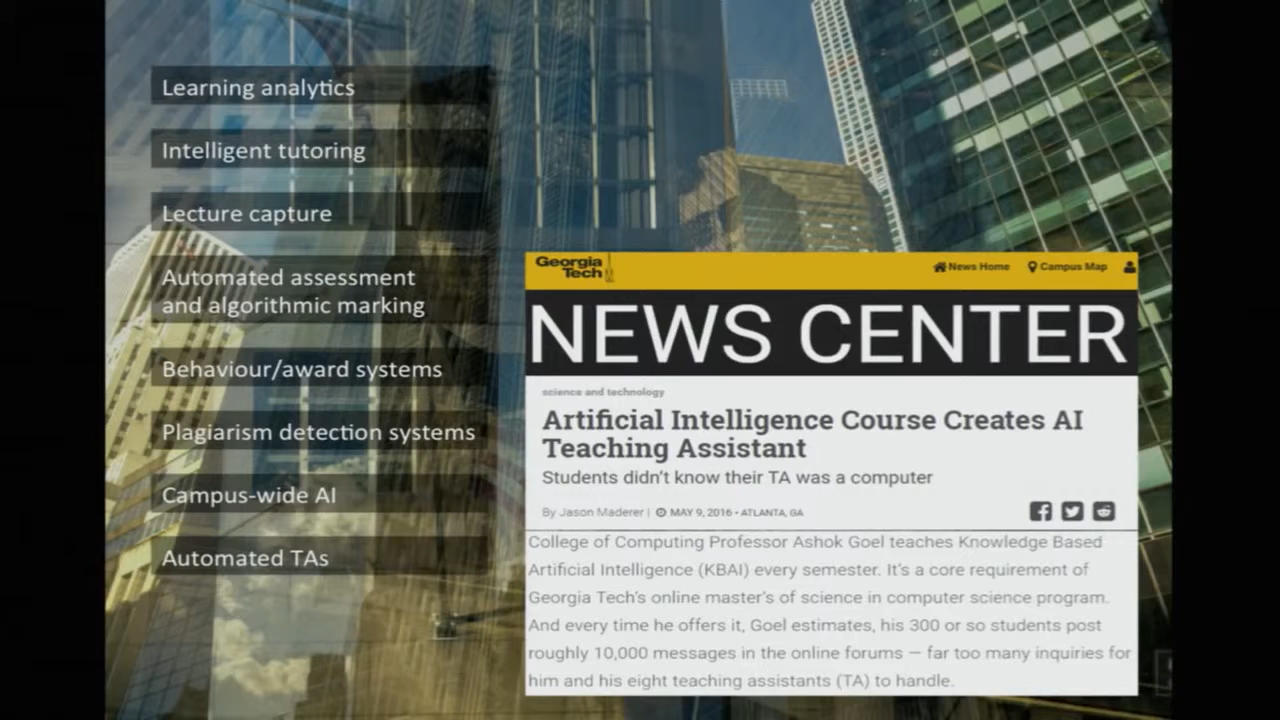 Learning analytics
Intelligent tutoring
Lecture capture
Automated assessment
and algorithmic marking
Behaviour/award systems
Plagiarism detection systems
Campus-wide AI
Automated TAs
Georgia
Tech
News Home
Campus Map
NEWS CENTER
science and technology
Artificial Intelligence Course Creates AI
Teaching Assistant
Students didn't know their TA was a computer
By Jason Maderer | MAY 9, 2016 • ATLANTA, GA
College of Computing Professor Ashok Goel teaches Knowledge Based
Artificial Intelligence (KBAI) every semester. It's a core requirement of
Georgia Tech's online master's of science in computer science program.
And every time he offers it, Goel estimates, his 300 or so students post
roughly 10,000 messages in the online forums — far too many inquiries for
him and his eight teaching assistants (TA) to handle.